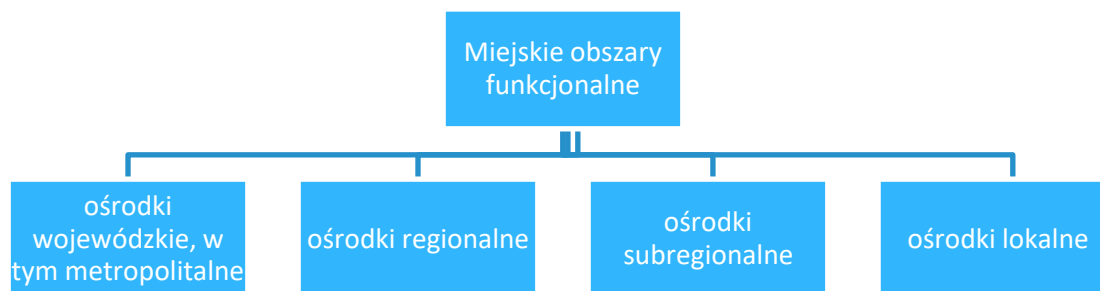 Miejskie obszary
funkcjonalne
ośrodki
wojewódzkie, w
tym metropolitalne
ośrodki regionalne
ośrodki
subregionalne
ośrodki lokalne